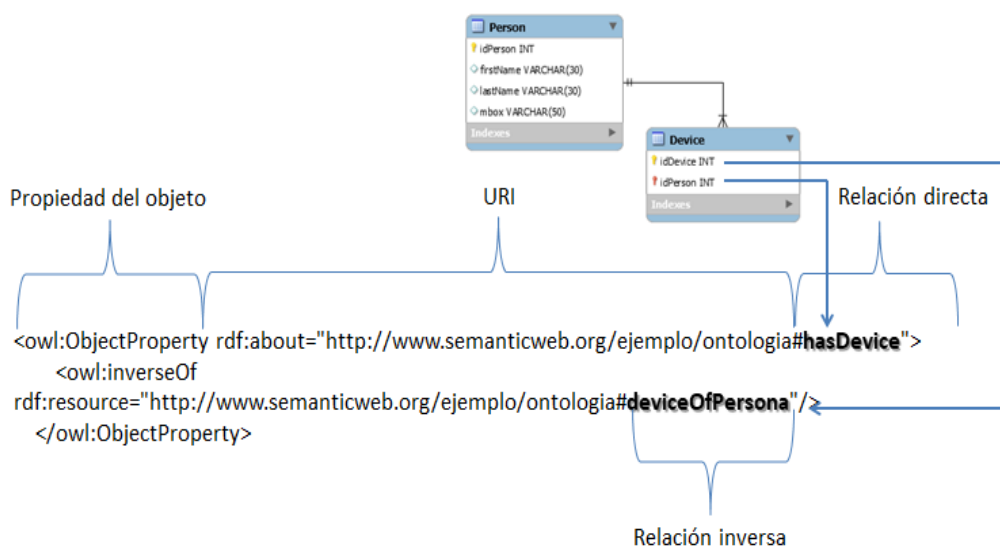 Person
idPerson INT
firstName VARCHAR(30)
lastName VARCHAR(30)
mbox VARCHAR(50)
Indexes
Device
idDevice INT
idPerson INT
Indexes
Propiedad del objeto
URI
Relación directa
<owl:ObjectProperty rdf:about="http://www.semanticweb.org/ejemplo/ontologia#hasDevice">
<owl:inverseOf
rdf:resource="http://www.semanticweb.org/ejemplo/ontologia#deviceOfPersona"/>
</owl:ObjectProperty>
Relación inversa